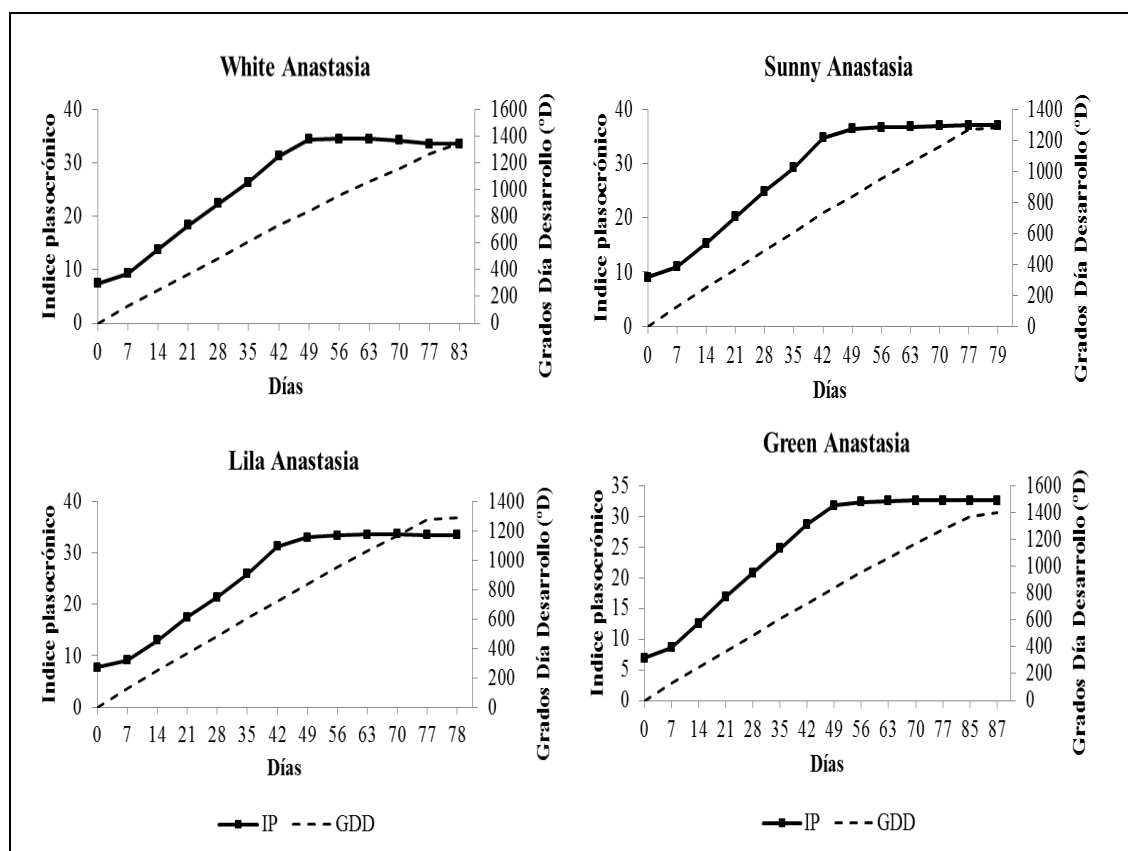 White Anastasia
Indice plasocrónico
40
30
20
10
0
1600
1400
1200
1000
800
600
400
200
0
Grados Día Desarrollo (ºD)
0 7 14 21 28 35 42 49 56 63 70 77 83
Días
Sunny Anastasia
Indice plasocrónico
40
30
20
10
0
1400
1200
1000
800
600
400
200
0
Grados Día Desarrollo (ºD)
0 7 14 21 28 35 42 49 56 63 70 77 79
Días
Lila Anastasia
Indice plasocrónico
40
30
20
10
0
1400
1200
1000
800
600
400
200
0
Grados Día Desarrollo (ºD)
0 7 14 21 28 35 42 49 56 63 70 77 78
Días
IP GDD
Green Anastasia
Indice plasocrónico
35
30
25
20
15
10
5
0
1600
1400
1200
1000
800
600
400
200
0
Grados Día Desarrollo (ºD)
0 7 14 21 28 35 42 49 56 63 70 77 85 87
Días
IP GDD